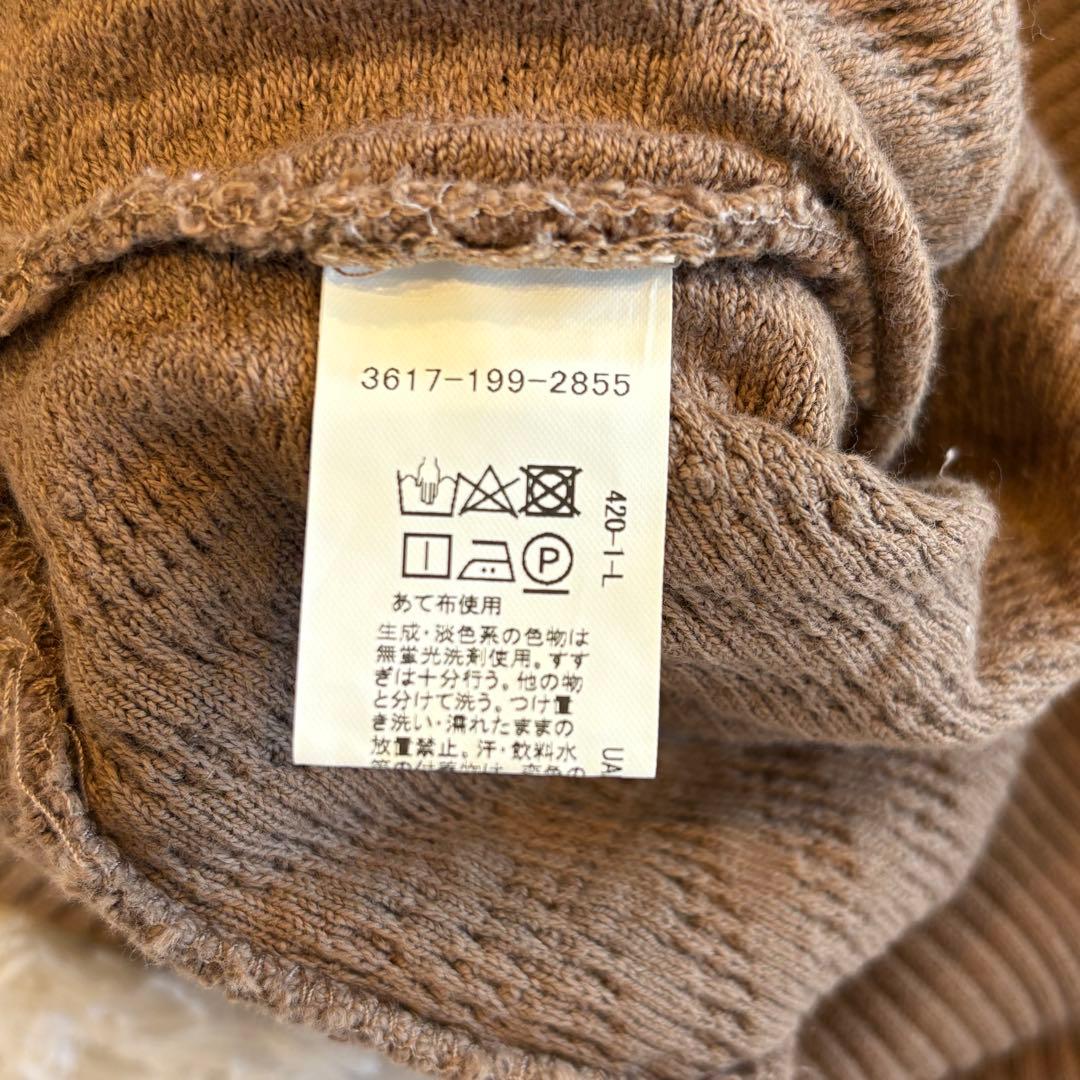 3617-199-2855
P
420-1-L
あて布使用
生成・淡色系の色物は
無蛍光洗剤使用。すす
ぎは十分行う。他の物
と分けて洗う。つけ置
き洗い・濡れたままの
放置禁止。汗・飲料水
UA